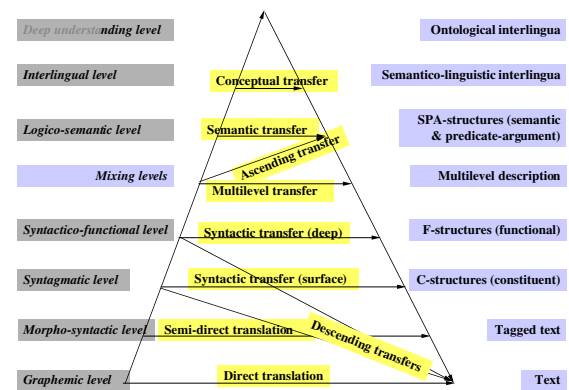 Deep understanding level
Ontological interlingua
Interlingual level
Conceptual transfer
Semantico-linguistic interlingua
Logico-semantic level
Semantic transfer
SPA-structures (semantic
& predicate-argument)
Ascending transfer
Mixing levels
Multilevel transfer
Multilevel description
Syntactico-functional level
Syntactic transfer (deep)
F-structures (functional)
Syntagmatic level
Syntactic transfer (surface)
C-structures (constituent)
Morpho-syntactic level
Semi-direct translation
Descending transfers
Tagged text
Graphemic level
Direct translation
Text